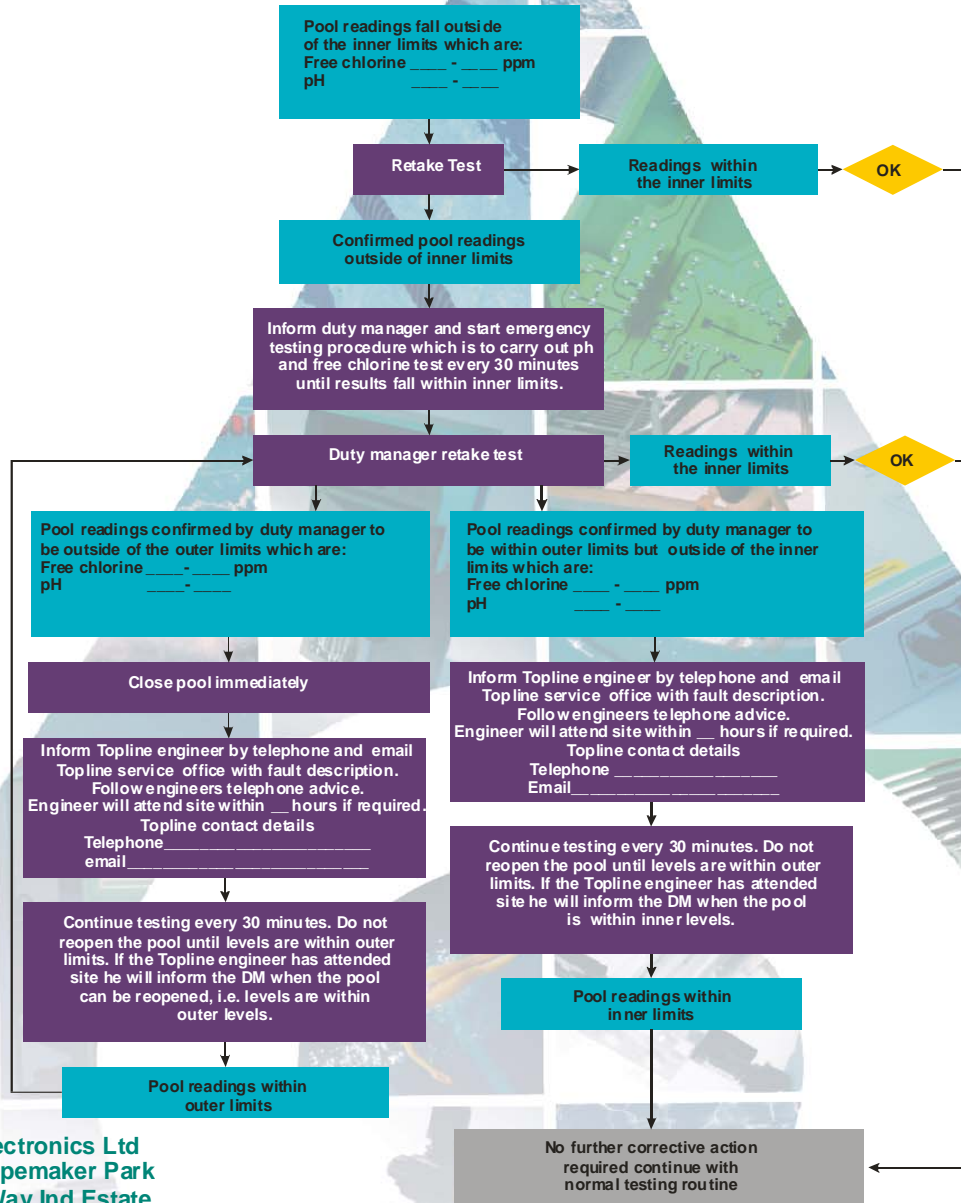 Pool readings fall outside
of the inner limits which are:
Free chlorine ____ - ____ ppm
pH ____ - ____
Retake Test
Readings within
the inner limits
OK
Confirmed pool readings
outside of inner limits
Inform duty manager and start emergency
testing procedure which is to carry out ph
and free chlorine test every 30 minutes
until results fall within inner limits.
Duty manager retake test
Readings within
the inner limits
OK
Pool readings confirmed by duty manager to
be outside of the outer limits which are:
Free chlorine ____-____ ppm
pH ____-____
Pool readings confirmed by duty manager to
be within outer limits but outside of the inner
limits which are:
Free chlorine ____ - ____ ppm
pH ____ - ____
Close pool immediately
Inform Topline engineer by telephone and email
Topline service office with fault description.
Follow engineers telephone advice.
Engineer will attend site within __ hours if required.
Topline contact details
Telephone_______________________
email___________________________
Inform Topline engineer by telephone and email
Topline service office with fault description.
Follow engineers telephone advice.
Engineer will attend site within __ hours if required.
Topline contact details
Telephone __________________
Email_______________________
Continue testing every 30 minutes. Do not
reopen the pool until levels are within outer
limits. If the Topline engineer has attended
site he will inform the DM when the pool
can be reopened, i.e. levels are within
outer levels.
Continue testing every 30 minutes. Do not
reopen the pool until levels are within outer
limits. If the Topline engineer has attended
site he will inform the DM when the pool
is within inner levels.
Pool readings within
inner limits
Pool readings within
outer limits
No further corrective action
required continue with
normal testing routine
ectronics Ltd
pemaker Park
Way Ind Estate